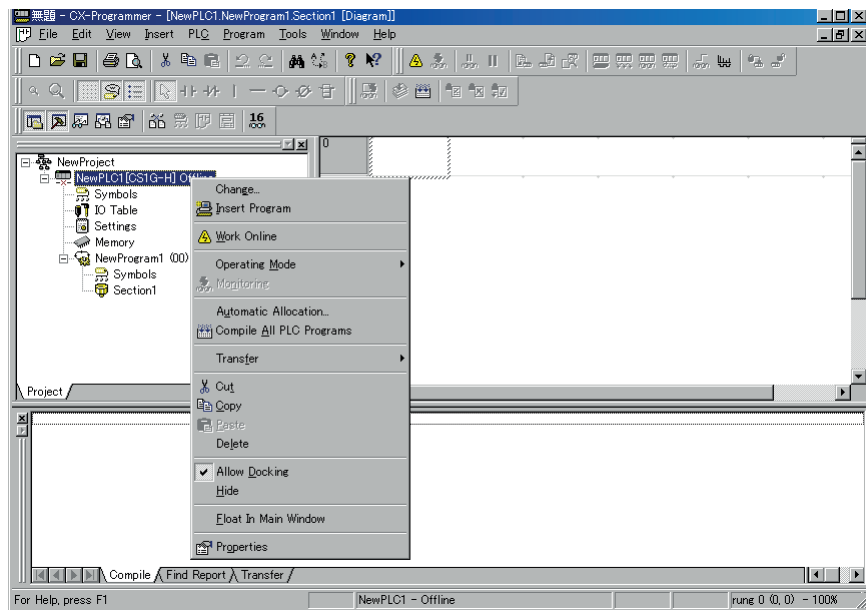 無題 - CX-Programmer - [NewPLC1.NewProgram1.Section1 [Diagram]]
File Edit View Insert PLC Program Tools Window Help
16
0
NewProject
NewPLC1[CS1G-H] Offline
Symbols
IO Table
Settings
Memory
NewProgram1 (00)
Symbols
Section1
Project
Change...
Insert Program
Work Online
Operating Mode
Monitoring
Automatic Allocation...
Compile All PLC Programs
Transfer
Cut
Copy
Paste
Delete
Allow Docking
Hide
Float In Main Window
Properties
Compile Find Report Transfer
For Help, press F1 NewPLC1 - Offline rung 0 (0, 0) - 100%